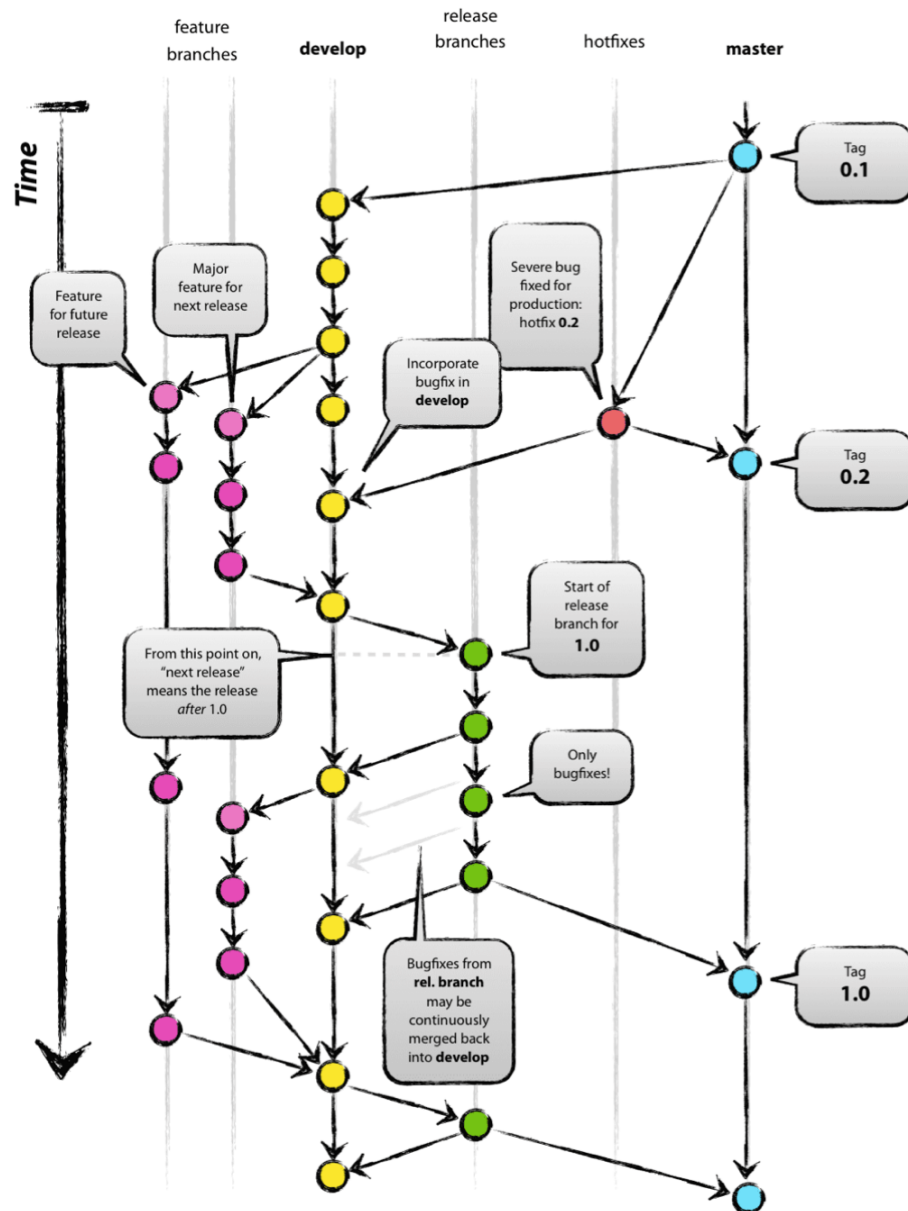 feature
branches
develop
release
branches
hotfixes
master
Time
Tag
0.1
Major
feature for
next release
Feature
for future
release
Severe bug
fixed for
production:
hotfix 0.2
Incorporate
bugfix in
develop
Tag
0.2
Start of
release
branch for
1.0
From this point on,
“next release”
means the release
after 1.0
Only
bugfixes!
Bugfixes from
rel. branch
may be
continuously
merged back
into develop
Tag
1.0